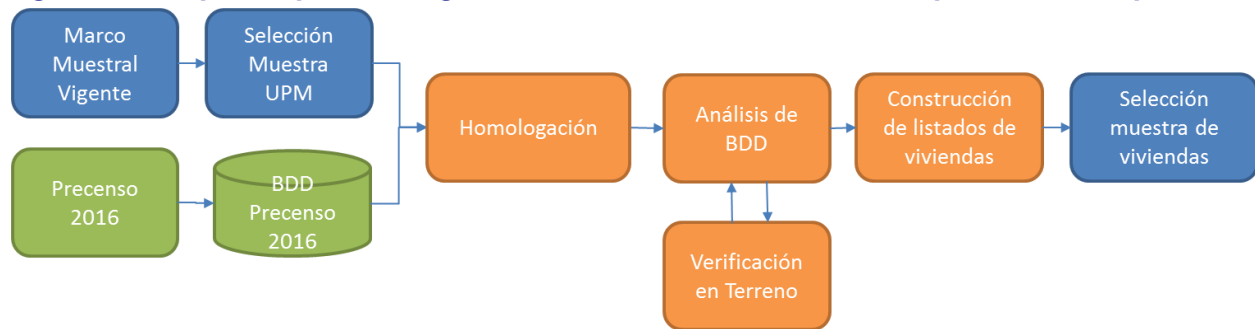 Marco
Muestral
Vigente
Selección
Muestra
UPM
Precenso
2016
BDD
Precenso
2016
Homologación
Análisis de
BDD
Verificación
en Terreno
Construcción
de listados de
viviendas
Selección
muestra de
viviendas